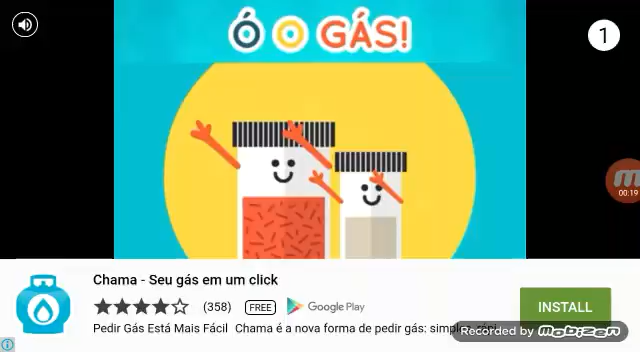 Ó O GÁS!
1
00:19
Chama - Seu gás em um click
(358) FREE Google Play
INSTALL
Pedir Gás Está Mais Fácil Chama é a nova forma de pedir gás:
Recorded by mobizen